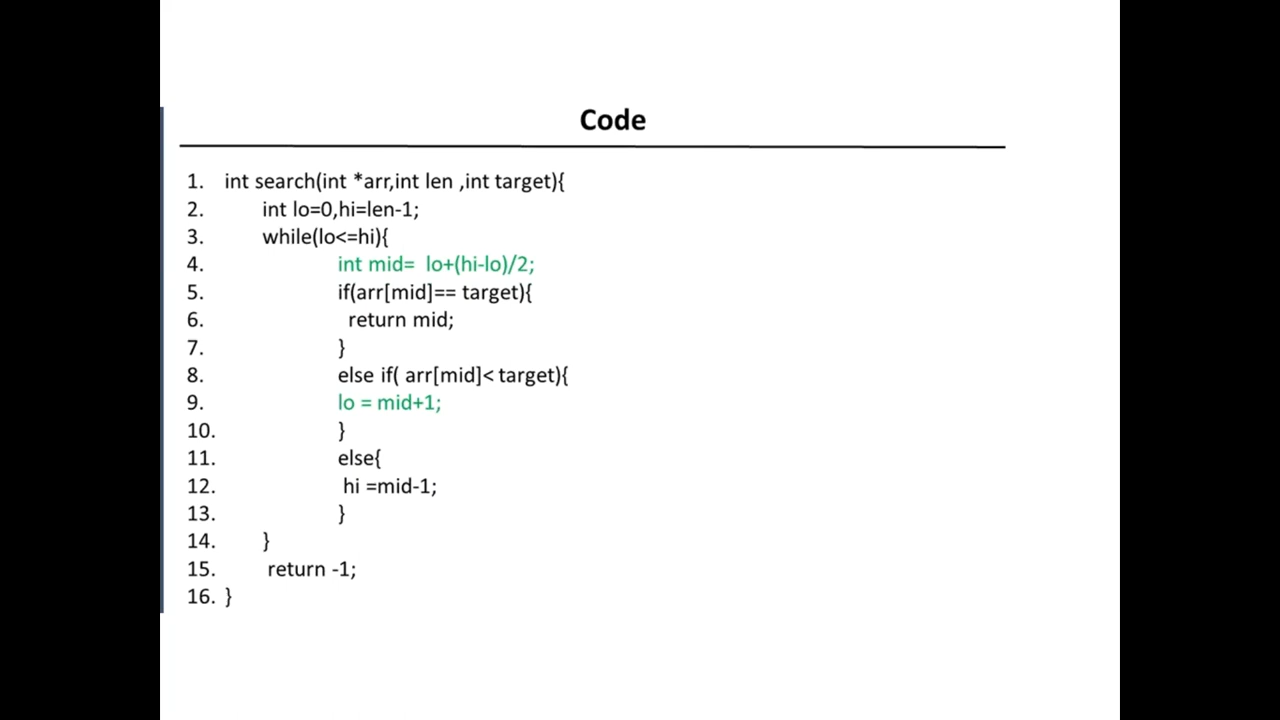 Code
1. int search(int *arr,int len ,int target){
2. int lo=0,hi=len-1;
3. while(lo<=hi){
4. int mid= lo+(hi-lo)/2;
5. if(arr[mid]== target){
6. return mid;
7. }
8. else if( arr[mid]< target){
9. lo = mid+1;
10. }
11. else{
12. hi =mid-1;
13. }
14. }
15. return -1;
16. }